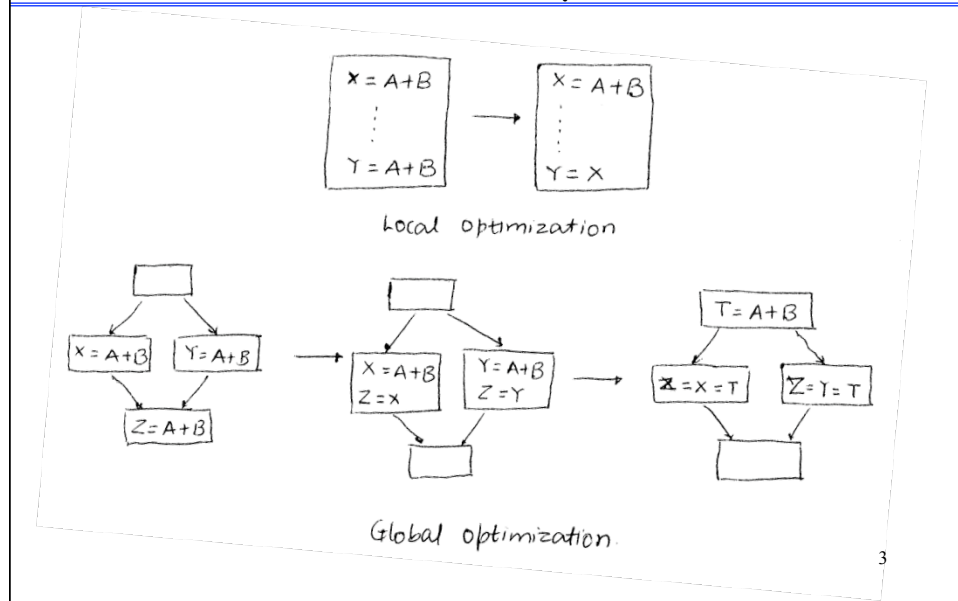 X = A+B
Y = A+B
X = A+B
Y = X
Local optimization
X = A+B
Y = A+B
Z = A+B
X = A+B
Z = X
Y = A+B
Z = Y
T = A+B
Z = X = T
Z = Y = T
Global optimization.
3